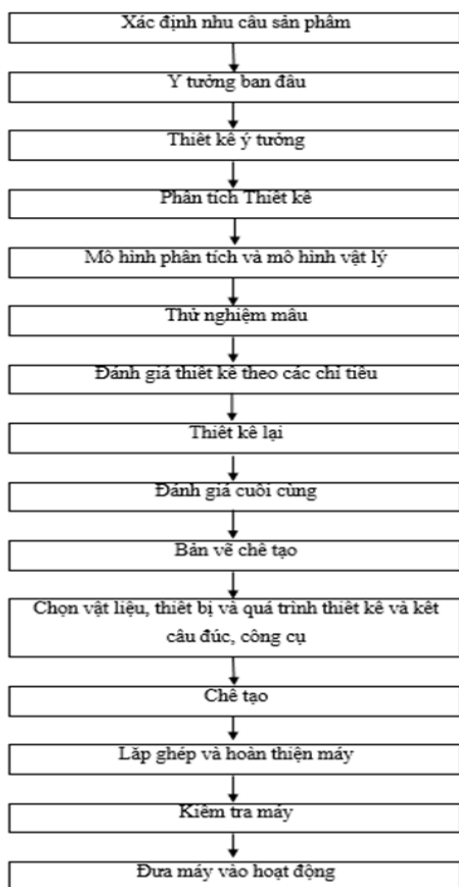 Xác định nhu cầu sản phẩm
Ý tưởng ban đầu
Thiết kế ý tưởng
Phân tích Thiết kế
Mô hình phân tích và mô hình vật lý
Thử nghiệm mẫu
Đánh giá thiết kế theo các chỉ tiêu
Thiết kế lại
Đánh giá cuối cùng
Bản vẽ chế tạo
Chọn vật liệu, thiết bị và quá trình thiết kế và kết
cấu đúc, công cụ
Chế tạo
Lắp ghép và hoàn thiện máy
Kiểm tra máy
Đưa máy vào hoạt động